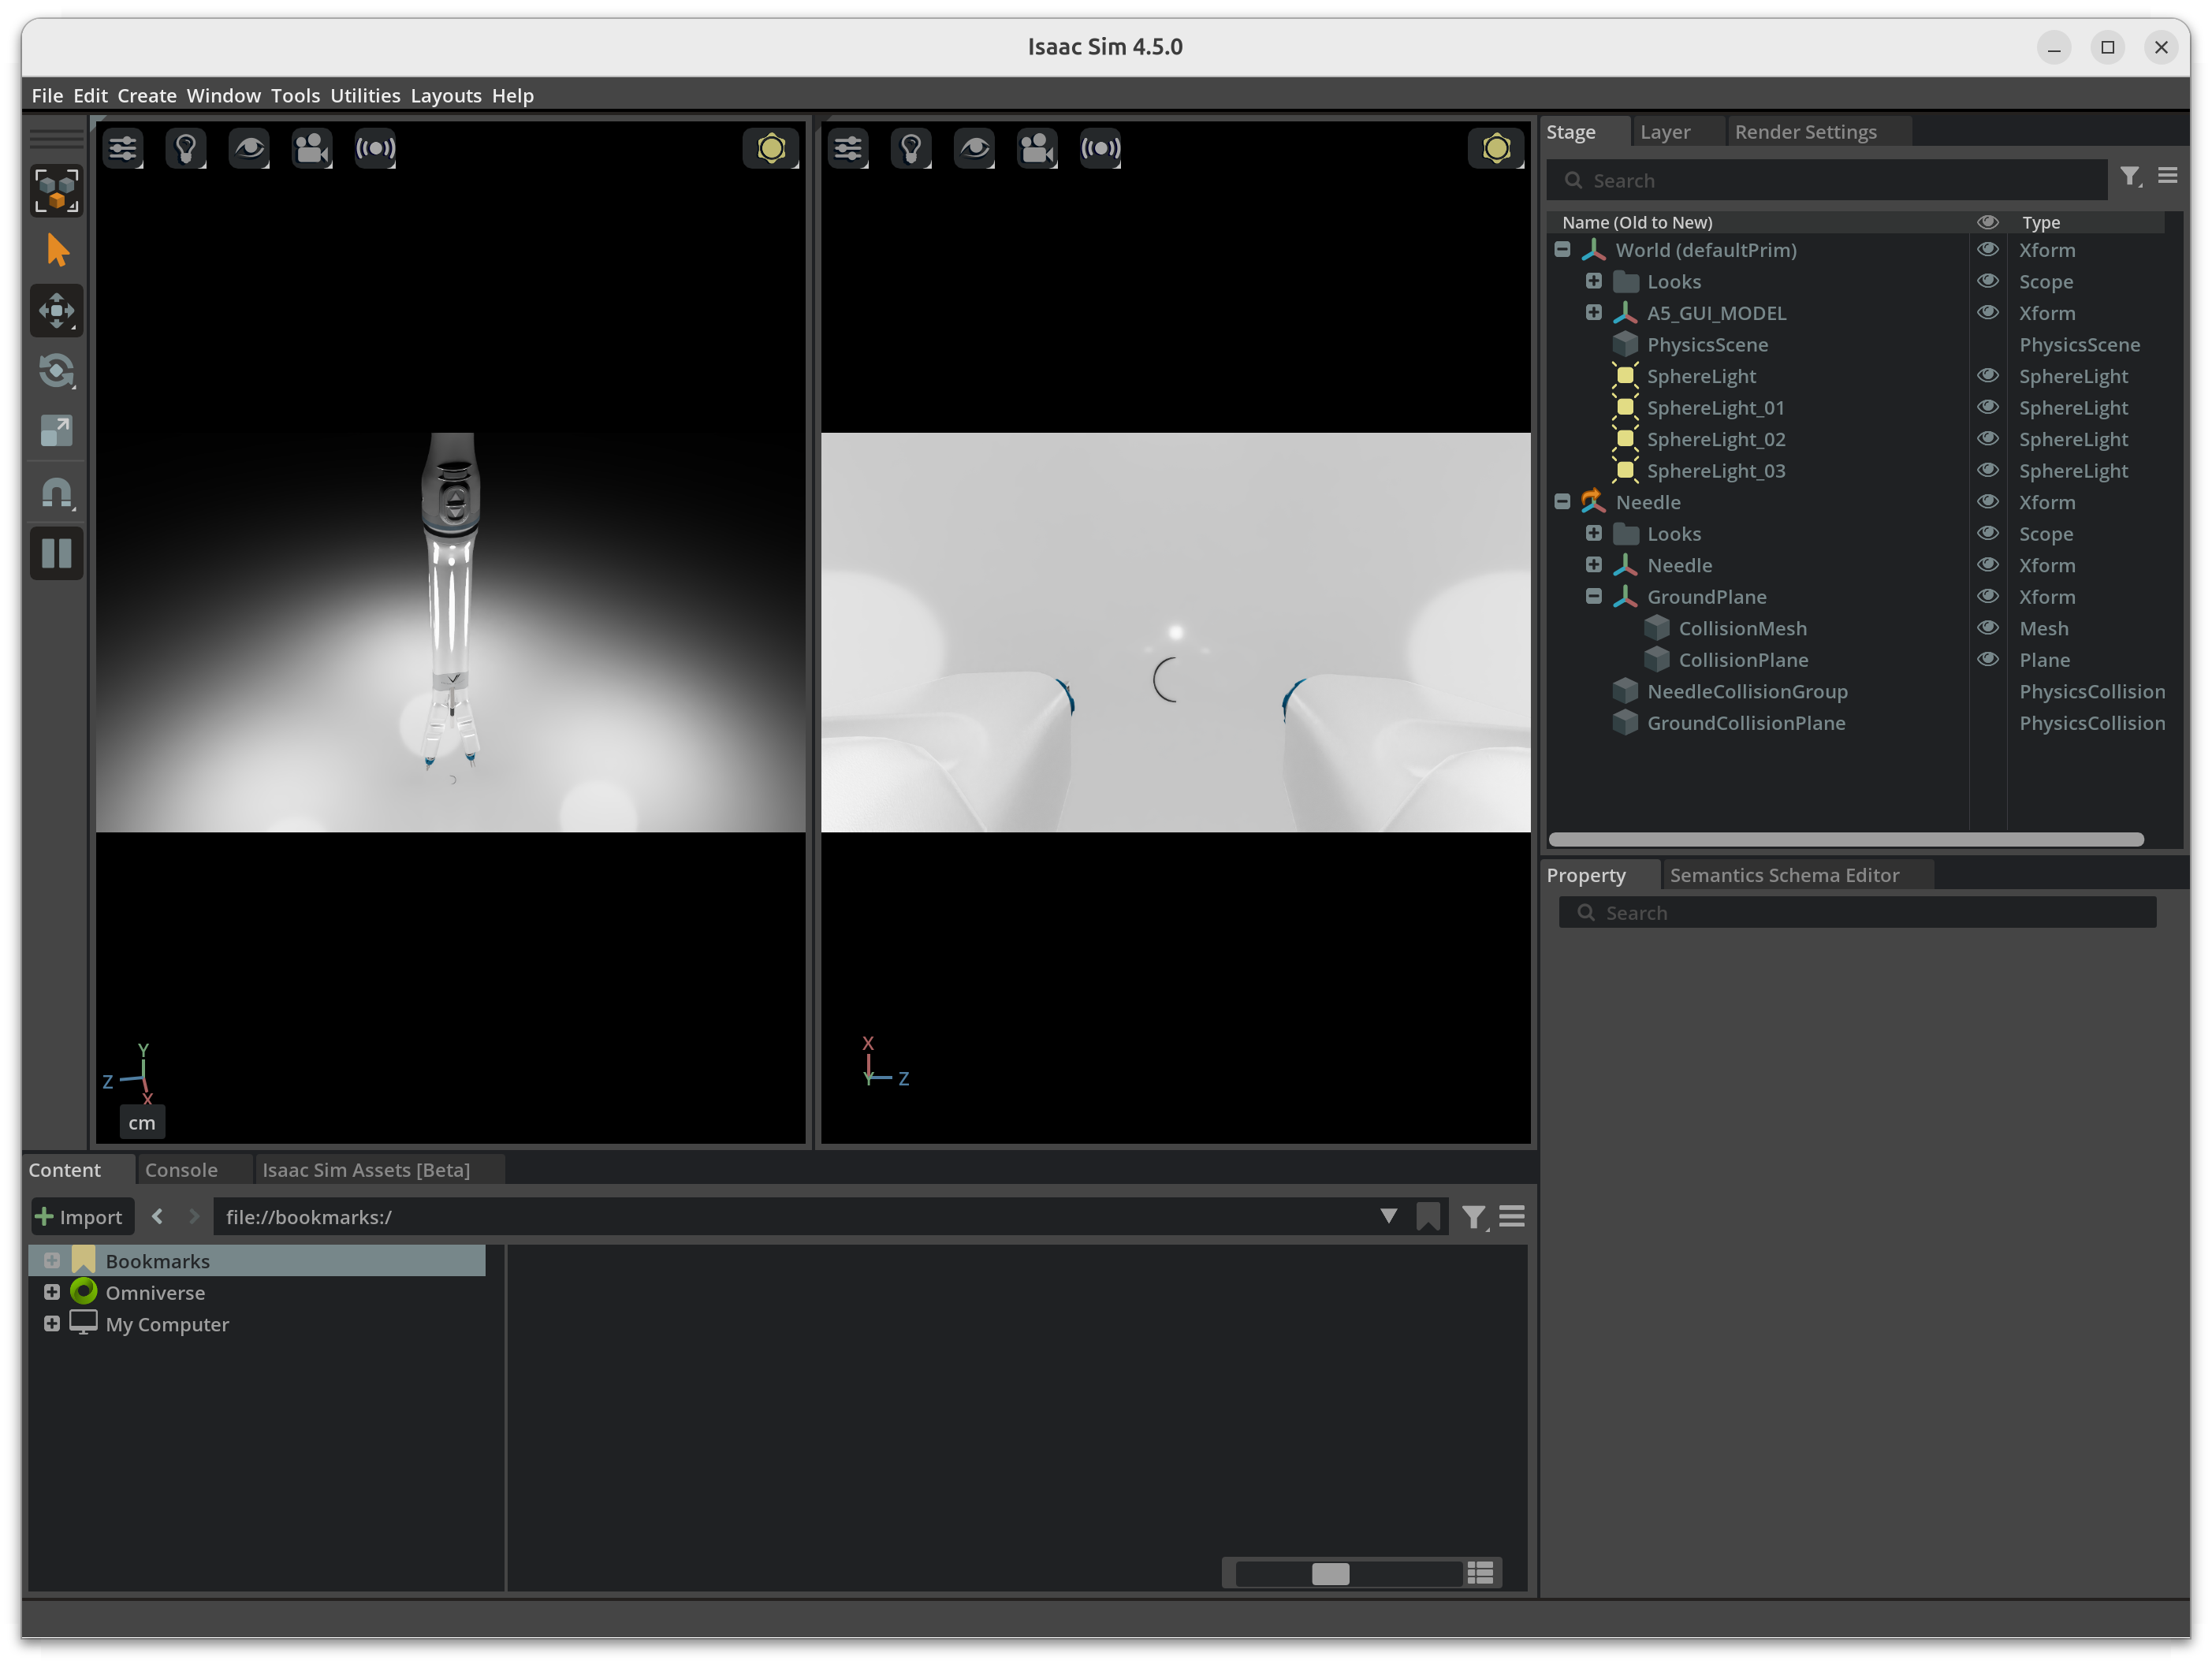 Isaac Sim 4.5.0
File Edit Create Window Tools Utilities Layouts Help
Y
Z
X
cm
X
Y
Z
Stage Layer Render Settings
Search
Name (Old to New) Type
World (defaultPrim) Xform
Looks Scope
A5_GUI_MODEL Xform
PhysicsScene PhysicsScene
SphereLight SphereLight
SphereLight_01 SphereLight
SphereLight_02 SphereLight
SphereLight_03 SphereLight
Needle Xform
Looks Scope
Needle Xform
GroundPlane Xform
CollisionMesh Mesh
CollisionPlane Plane
NeedleCollisionGroup PhysicsCollision
GroundCollisionPlane PhysicsCollision
Property Semantics Schema Editor
Search
Content Console Isaac Sim Assets [Beta]
Import file://bookmarks:/
Bookmarks
Omniverse
My Computer